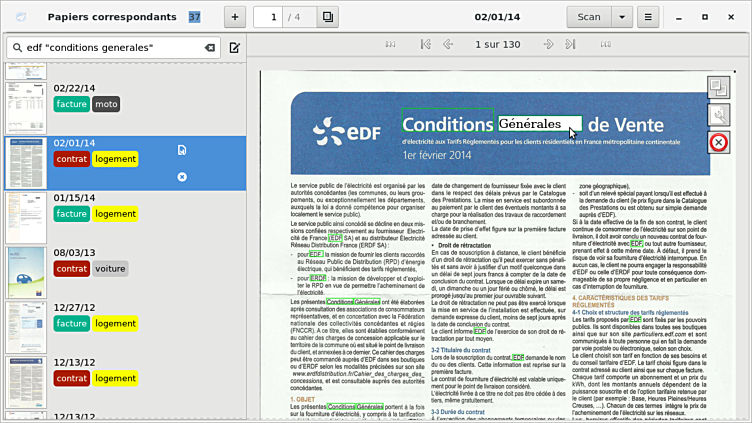 Papiers correspondants 37
1 / 4
02/01/14
Scan
edf "conditions generales"
1 sur 130
02/22/14
facture moto
02/01/14
contrat logement
01/15/14
facture logement
08/03/13
contrat voiture
12/27/12
facture logement
12/13/12
contrat logement
12/13/12
eDF
Conditions Générales de Vente
d'électricité aux Tarifs Réglementés pour les clients résidentiels en France métropolitaine continentale
1er février 2014
Le service public de l'électricité est organisé par les
autorités concédantes (les communes, ou leurs grou-
pements, ou exceptionnellement les départements,
auxquels la loi a donné compétence pour organiser
localement le service public).
Le service public ainsi concédé se décline en deux mis-
sions confiées respectivement au fournisseur Électri-
cité de France (EDF SA) et au distributeur Électricité
Réseau Distribution France (ERDF SA) :
- pour EDF, la mission de fournir les clients raccordés
au Réseau Public de Distribution (RPD) d'énergie
électrique, qui bénéficient des tarifs réglementés,
- pour ERDF : la mission de développer et d'exploi-
ter le RPD en vue de permettre l'acheminement de
l'électricité.
Les présentes Conditions Générales ont été élaborées
après consultation des associations de consommateurs
représentatives, et en concertation avec la Fédération
nationale des collectivités concédantes et régies
(FNCCR). A ce titre, elles sont établies conformément
au cahier des charges de concession applicable sur le
territoire de la commune où est situé le point de livraison
du client, et annexées à ce dernier. Ce cahier des charges
peut être commandé auprès d'EDF dans ses boutiques
ou d'ERDF selon les modalités précisées sur son site
www.erdfdistribution.fr/Cahier_des_charges_des_
concessions, et est consultable auprès des autorités
concédantes.
1. OBJET
Les présentes Conditions Générales portent à la fois
sur la fourniture d'électricité, y compris à la tarification
date de changement de fournisseur fixée avec le client
dans le respect des délais prévus par le Catalogue
des Prestations. La mise en service est subordonnée
au paiement par le client des éventuels montants à sa
charge pour la réalisation des travaux de raccordement
et/ou de branchement.
La date de prise d'effet figure sur la première facture
adressée au client.
• Droit de rétractation
En cas de souscription à distance, le client bénéficie
d'un droit de rétractation qu'il peut exercer sans pénali-
tés et sans avoir à justifier d'un motif quelconque dans
un délai de sept jours francs à compter de la date de
conclusion du contrat. Lorsque ce délai expire un same-
di, un dimanche ou un jour férié ou chômé, le délai est
prorogé jusqu'au premier jour ouvrable suivant.
Le droit de rétractation peut être exercé même lorsque
la mise en service de l'installation est effectuée, sur
demande expresse du client, moins de sept jours après
la date de conclusion du contrat.
Le client informe EDF de l'exercice de son droit de ré-
tractation par tout moyen.
3-2 Titulaire du contrat
Lors de la souscription du contrat, EDF demande le nom
du ou des clients. Cette information est reprise sur la
première facture.
Le contrat de fourniture d'électricité est valable unique-
ment pour le point de livraison considéré.
L'électricité livrée à ce titre ne doit pas être cédée à des
tiers, même gratuitement.
3-3 Durée du contrat
zone géographique),
- soit d'un relevé spécial payant lorsqu'il est effectué à
la demande du client (le prix figure dans le Catalogue
des Prestations ou est obtenu sur simple demande
auprès d'EDF).
Si à la date effective de la fin de son contrat, le client
continue de consommer de l'électricité sur son point de
livraison, il doit avoir conclu un nouveau contrat de four-
niture d'électricité avec EDF ou tout autre fournisseur,
prenant effet à cette même date. À défaut, il prend le
risque de voir sa fourniture d'électricité interrompue. En
aucun cas, le client ne pourra engager la responsabilité
d'EDF ou celle d'ERDF pour toute conséquence dom-
mageable de sa propre négligence et en particulier en
cas d'interruption de fourniture.
4. CARACTÉRISTIQUES DES TARIFS
RÉGLEMENTÉS
4-1 Choix et structure des tarifs réglementés
Les tarifs proposés par EDF sont fixés par les pouvoirs
publics. Ils sont disponibles dans toutes ses boutiques
ainsi que sur son site particuliers.edf.com et sont
communiqués à toute personne qui en fait la demande
par voie postale ou électronique, selon son choix.
Le client choisit son tarif en fonction de ses besoins et
du conseil tarifaire d'EDF. Le tarif choisi figure dans le
contrat adressé au client ainsi que sur chaque facture.
Chaque tarif comporte un abonnement et un prix du
kWh, dont les montants annuels dépendent de la
puissance souscrite et de l'option tarifaire retenue par
le client (par exemple : Base, Heures Pleines/Heures
Creuses, ...). Chacun de ces termes intègre le prix de
l'acheminement de l'électricité sur les réseaux.